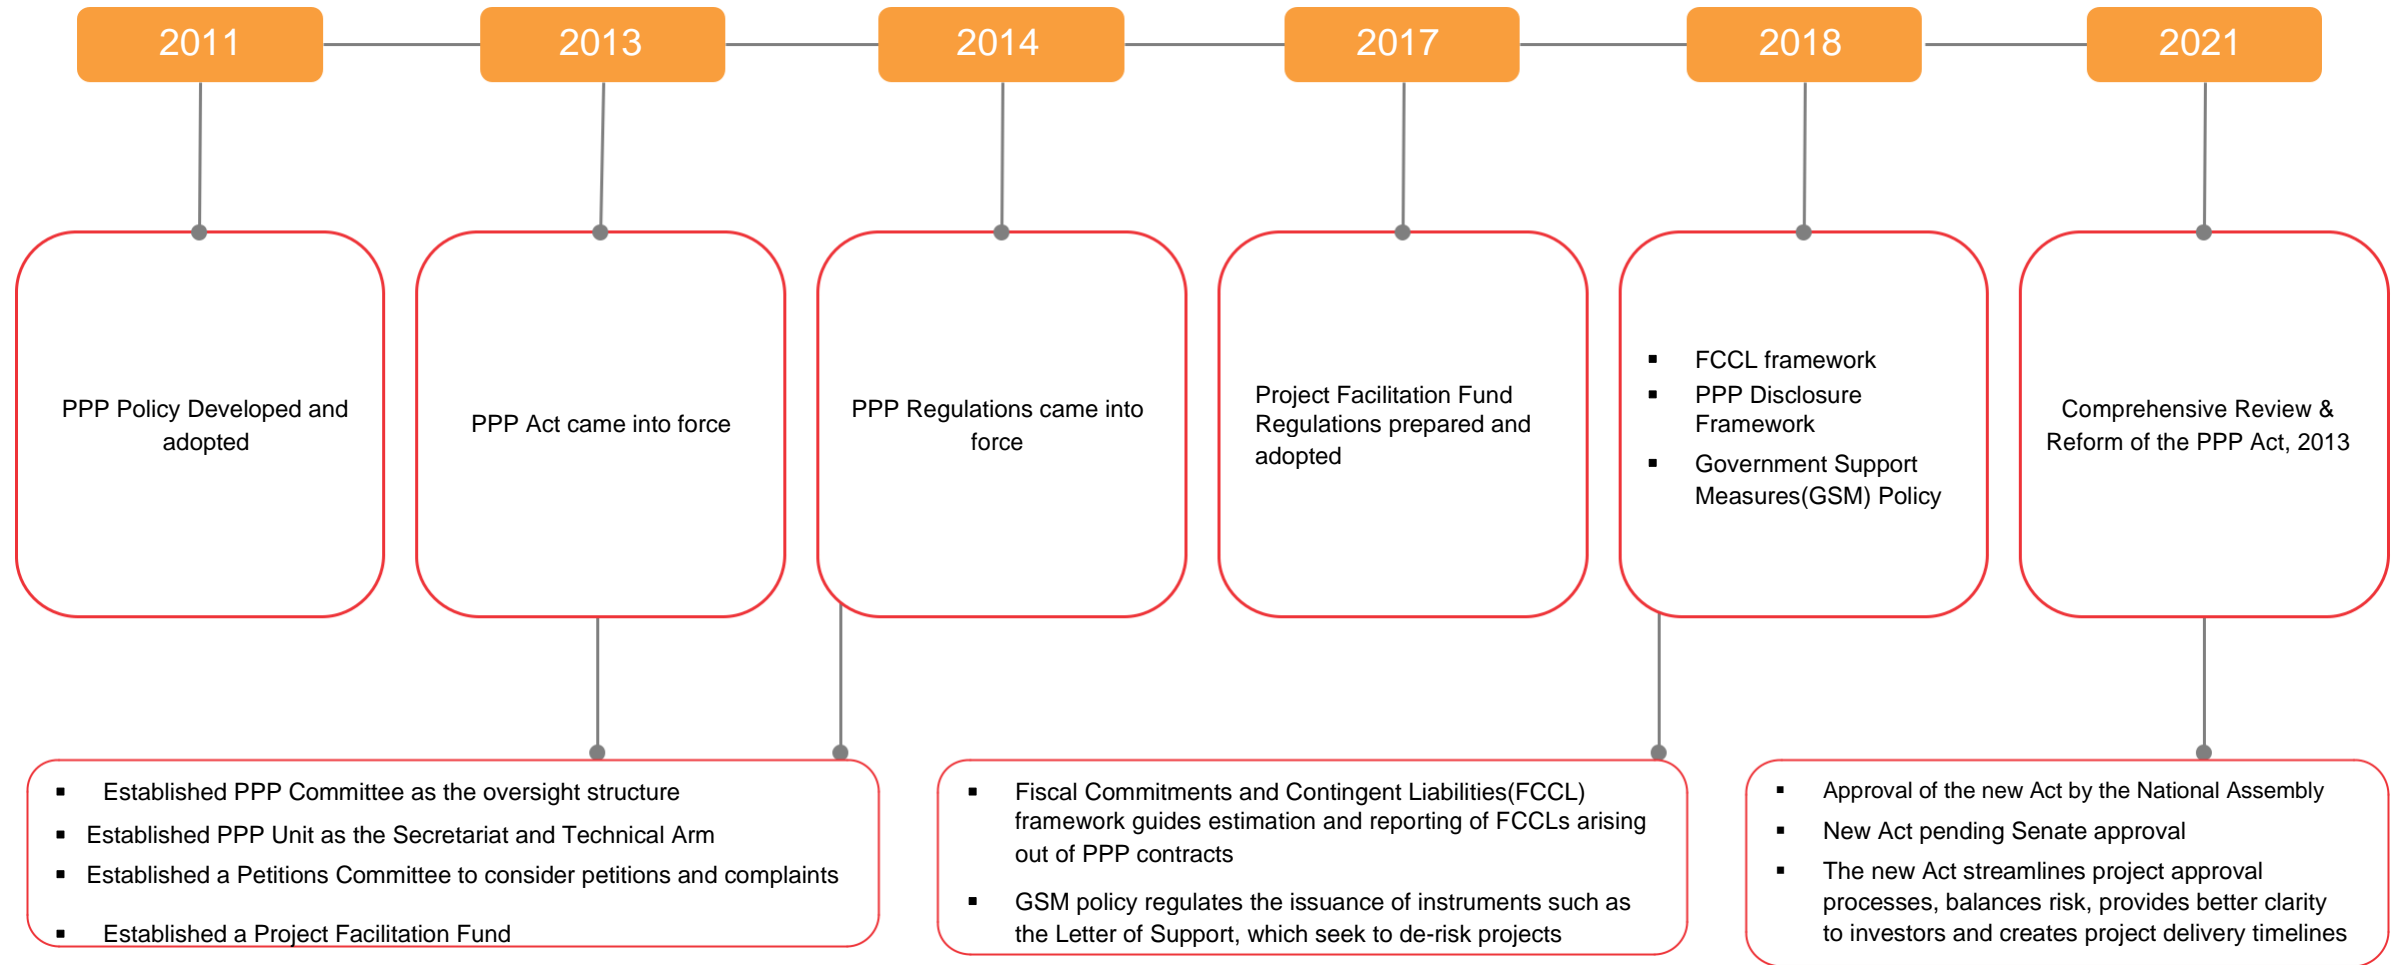 2011
2013
2014
2017
2018
2021
PPP Policy Developed and
adopted
PPP Act came into force
PPP Regulations came into
force
Project Facilitation Fund
Regulations prepared and
adopted
▪ FCCL framework
▪ PPP Disclosure
Framework
▪ Government Support
Measures(GSM) Policy
Comprehensive Review &
Reform of the PPP Act, 2013
▪ Established PPP Committee as the oversight structure
▪ Established PPP Unit as the Secretariat and Technical Arm
▪ Established a Petitions Committee to consider petitions and complaints
▪ Established a Project Facilitation Fund
▪ Fiscal Commitments and Contingent Liabilities(FCCL)
framework guides estimation and reporting of FCCLs arising
out of PPP contracts
▪ GSM policy regulates the issuance of instruments such as
the Letter of Support, which seek to de-risk projects
▪ Approval of the new Act by the National Assembly
▪ New Act pending Senate approval
▪ The new Act streamlines project approval
processes, balances risk, provides better clarity
to investors and creates project delivery timelines